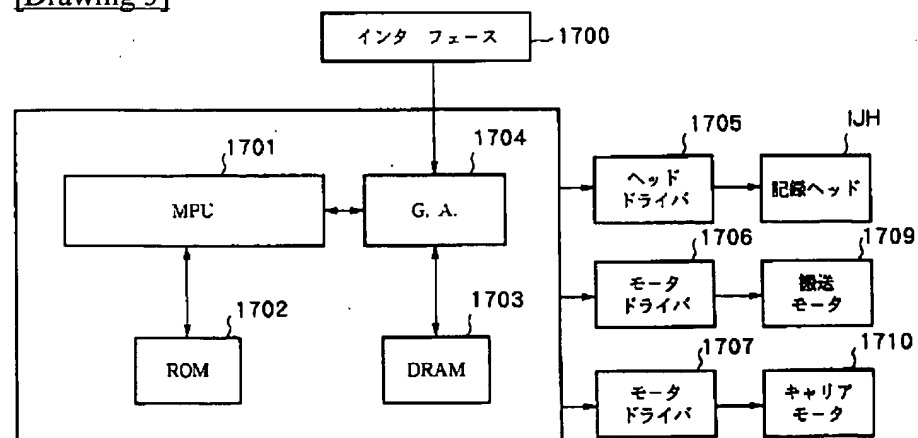 [Drawing 3]
インタ フェース
1700
1701
MPU
1704
G. A.
1702
ROM
1703
DRAM
1705
ヘッド
ドライバ
IJH
記録ヘッド
1706
モータ
ドライバ
1709
搬送
モータ
1707
モータ
ドライバ
1710
キャリア
モータ